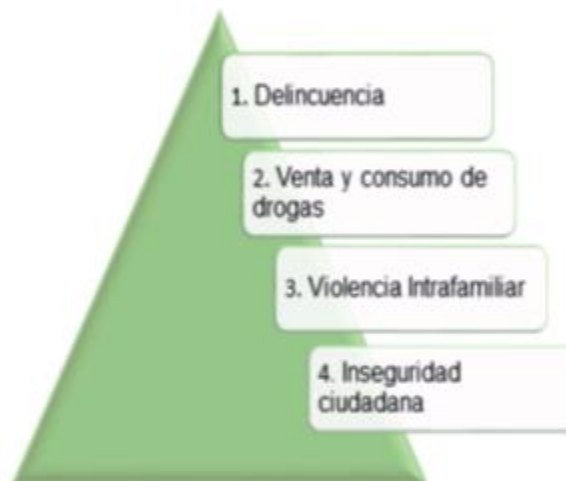 1. Delincuencia
2. Venta y consumo de
drogas
3. Violencia Intrafamiliar
4. Inseguridad
ciudadana